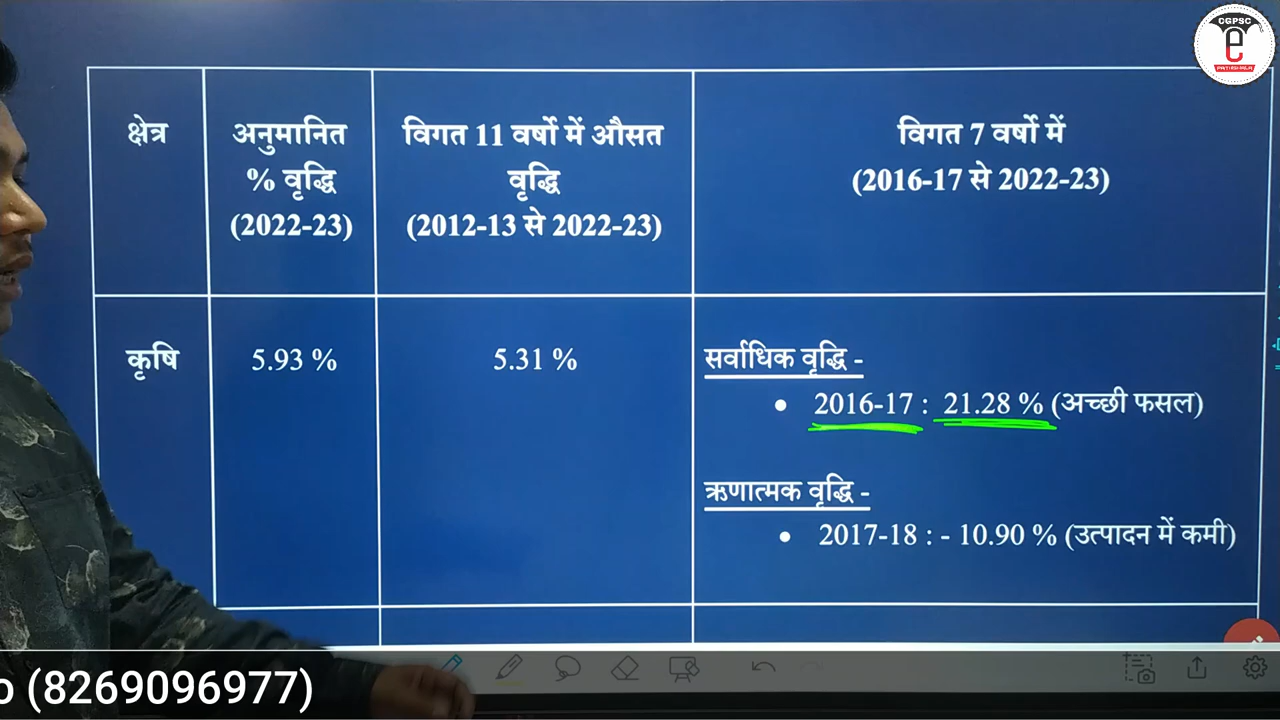 CGPSC
e
PATHSHALA
क्षेत्र
अनुमानित
% वृद्धि
(2022-23)
विगत 11 वर्षो में औसत
वृद्धि
(2012-13 से 2022-23)
विगत 7 वर्षो में
(2016-17 से 2022-23)
कृषि
5.93 %
5.31 %
सर्वाधिक वृद्धि -
• 2016-17 : 21.28 % (अच्छी फसल)
ऋणात्मक वृद्धि -
• 2017-18 : - 10.90 % (उत्पादन में कमी)
(8269096977)